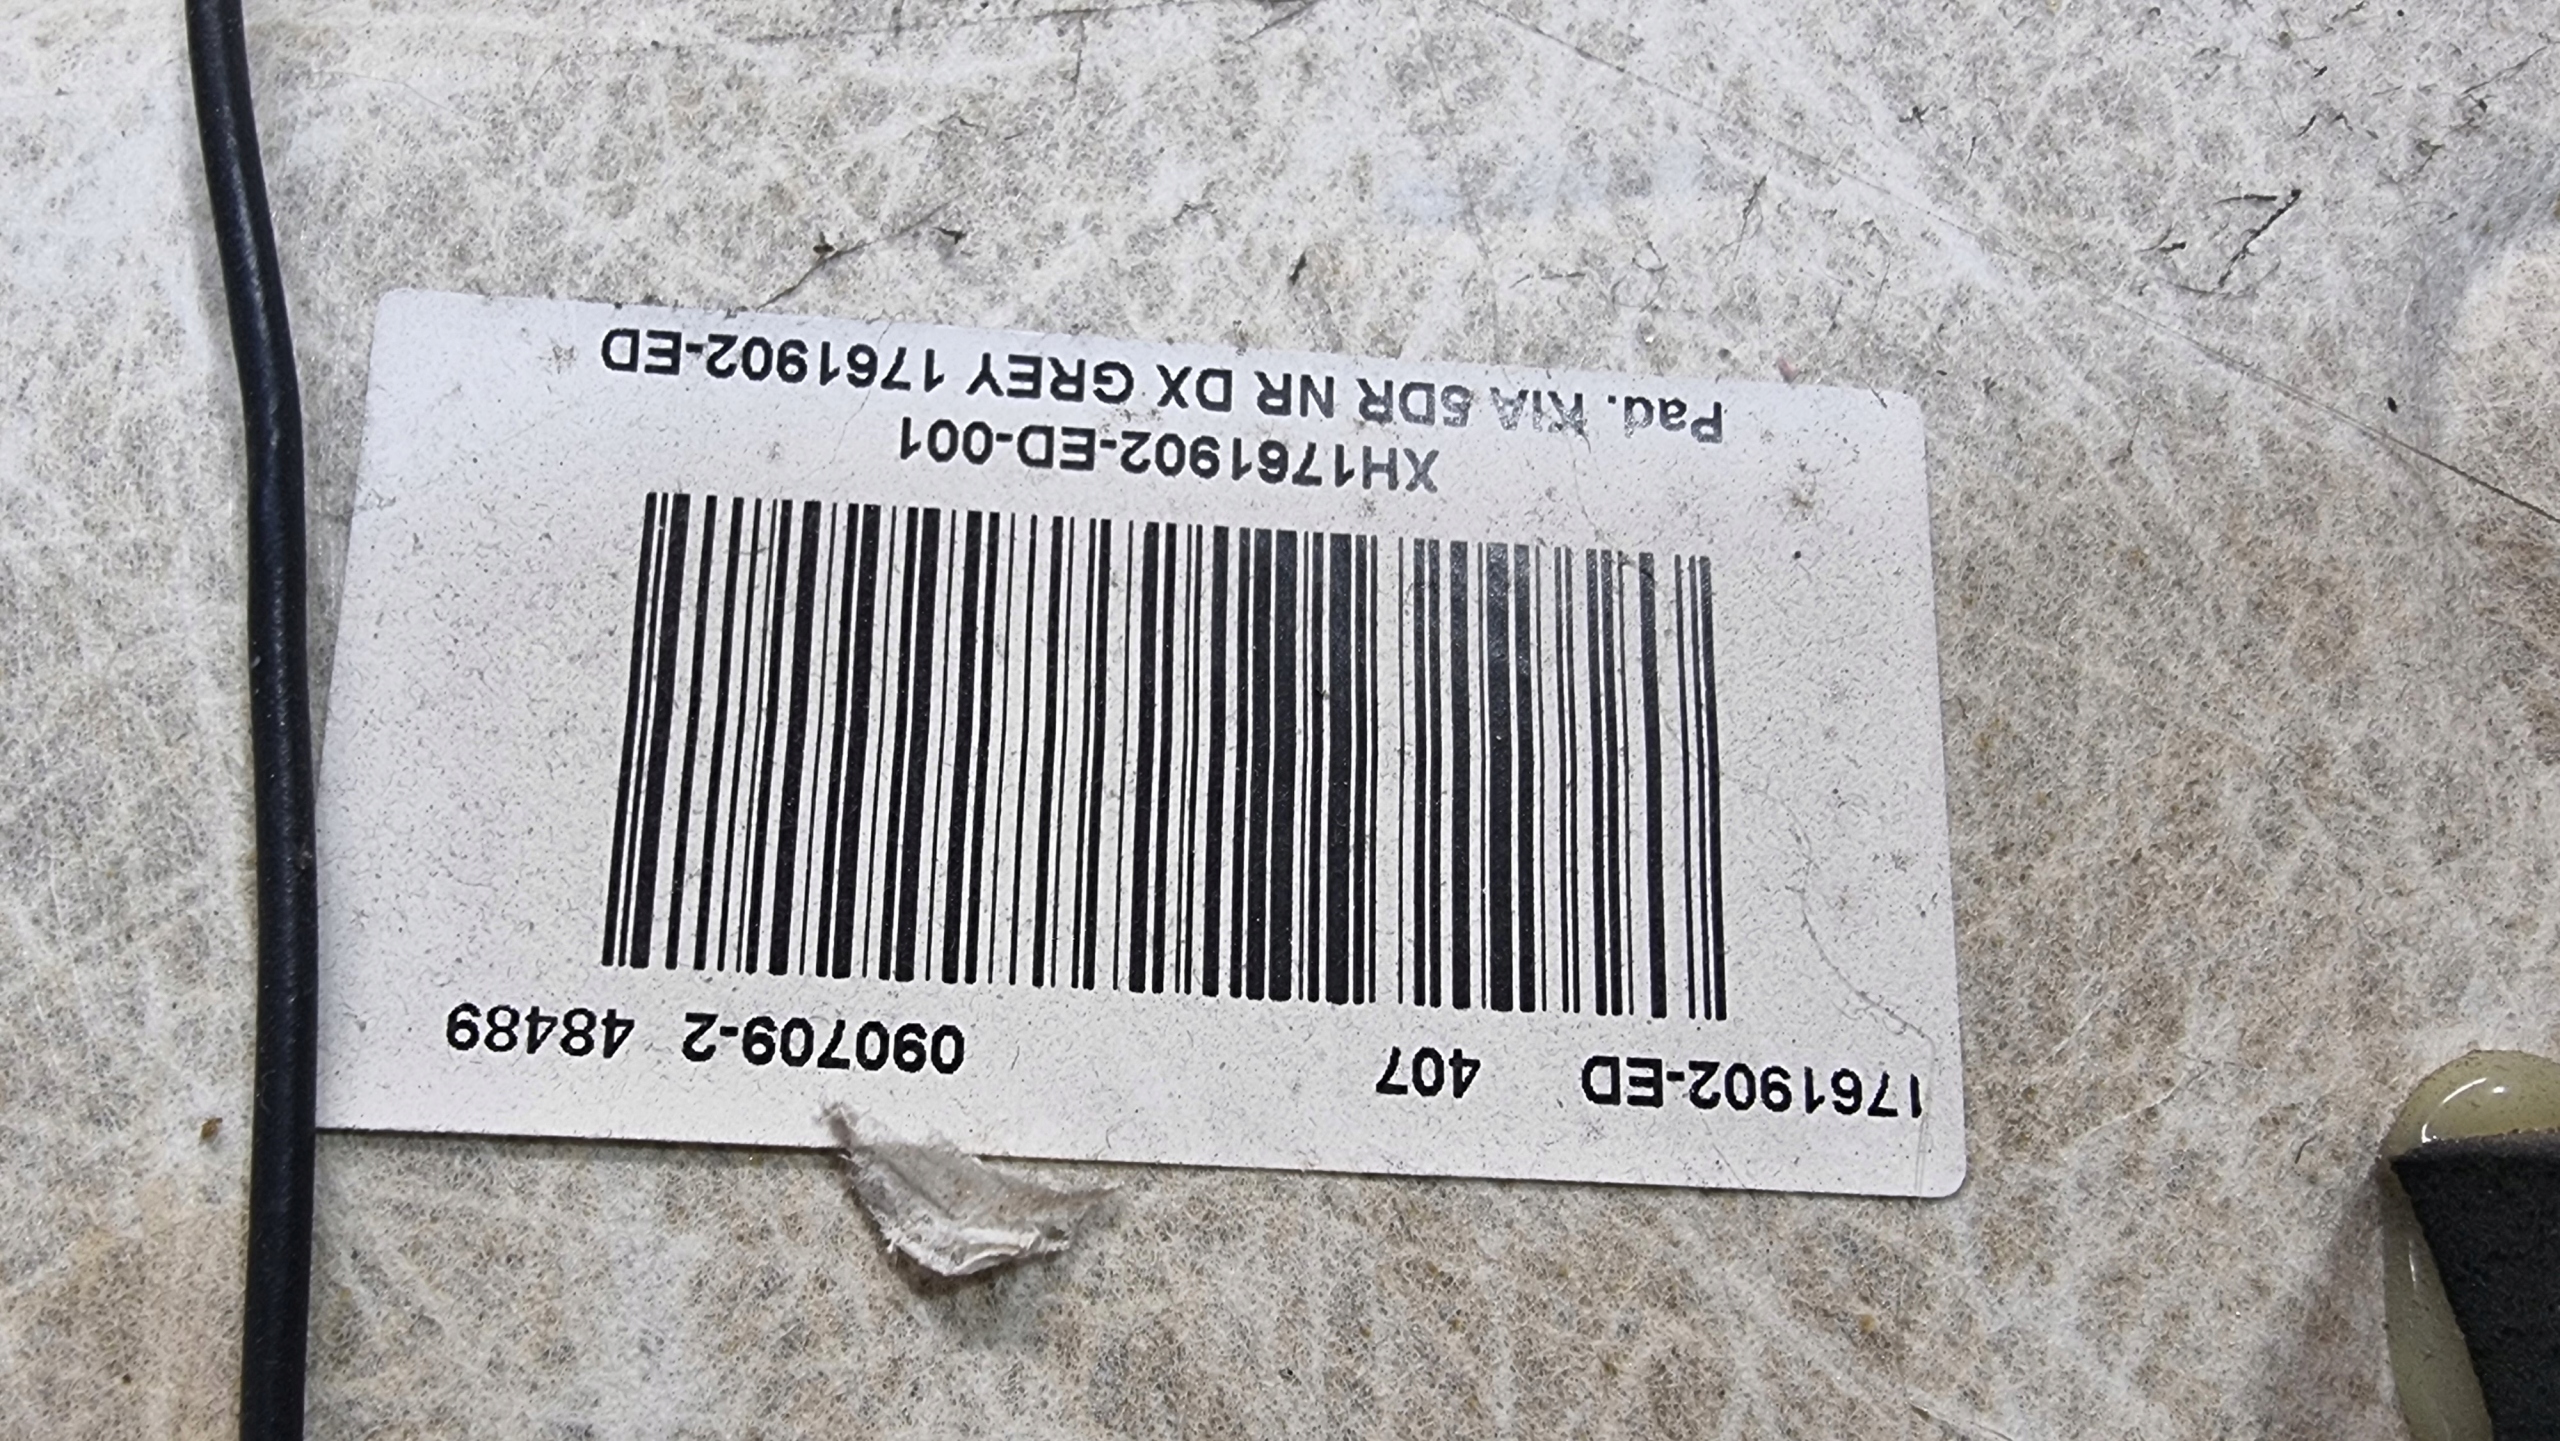 1761902-ED 407 090709-2 48489
XH1761902-ED-001
Pad. KIA 5DR NR DX GREY 1761902-ED